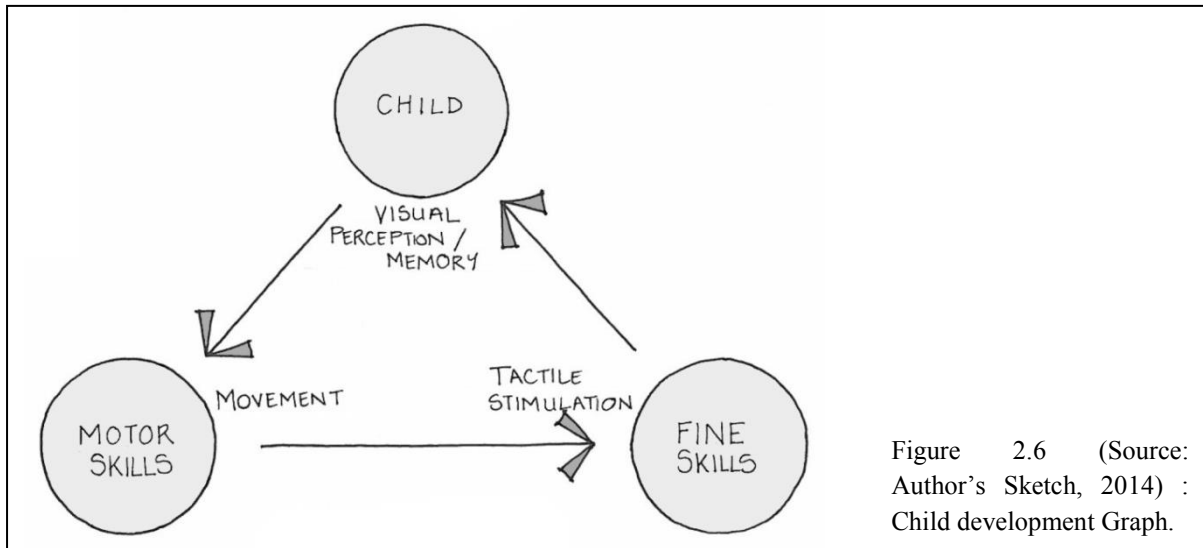 CHILD
VISUAL
PERCEPTION /
MEMORY
MOVEMENT
TACTILE
STIMULATION
MOTOR
SKILLS
FINE
SKILLS
Figure 2.6 (Source:
Author's Sketch, 2014) :
Child development Graph.